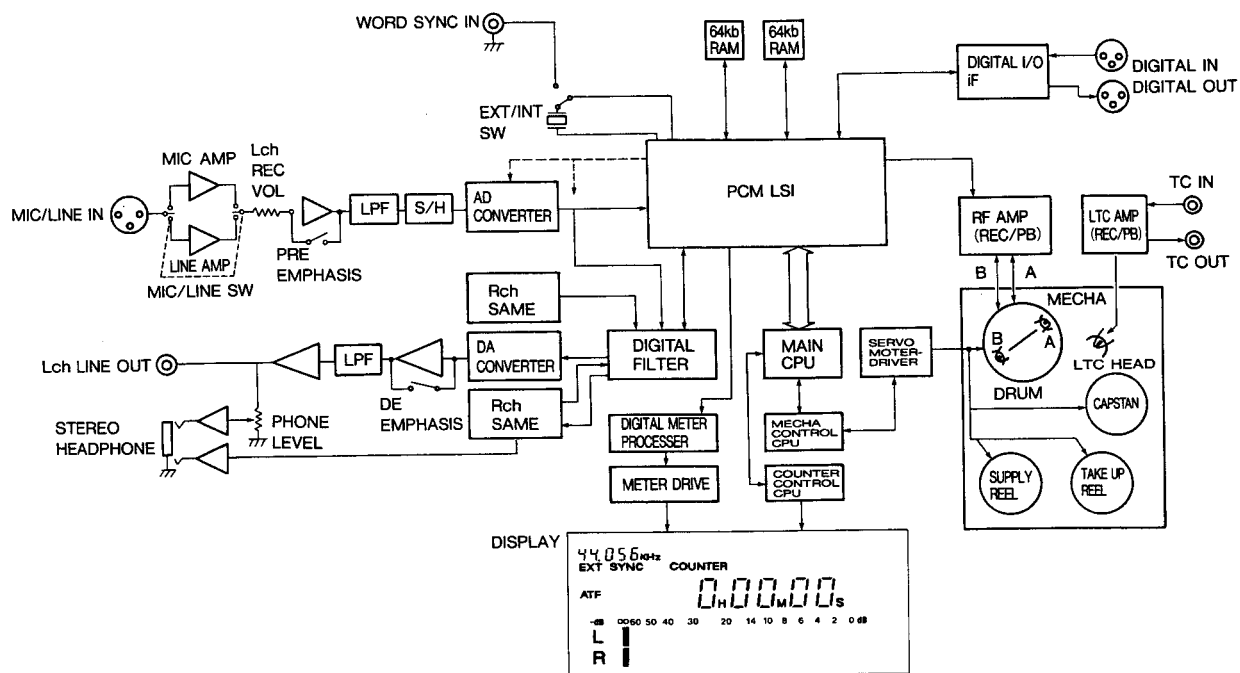 WORD SYNC IN
64kb
RAM
64kb
RAM
DIGITAL I/O
iF
DIGITAL IN
DIGITAL OUT
EXT/INT
SW
MIC AMP
Lch
REC
VOL
MIC/LINE IN
LPF
S/H
AD
CONVERTER
PCM LSI
RF AMP
(REC/PB)
LTC AMP
(REC/PB)
TC IN
TC OUT
LINE AMP
MIC/LINE SW
PRE
EMPHASIS
B
A
MECHA
Rch
SAME
Lch LINE OUT
LPF
DA
CONVERTER
DIGITAL
FILTER
MAIN
CPU
SERVO
MOTER-
DRIVER
B
A
LTC HEAD
DRUM
CAPSTAN
DE
EMPHASIS
Rch
SAME
STEREO
HEADPHONE
PHONE
LEVEL
DIGITAL METER
PROCESSER
MECHA
CONTROL
CPU
METER DRIVE
COUNTER
CONTROL
CPU
SUPPLY
REEL
TAKE UP
REEL
DISPLAY
44.056KHz
EXT SYNC COUNTER
ATF
0H00M00S
-dB ∞ 60 50 40 30 20 14 10 8 6 4 2 0 dB
L
R